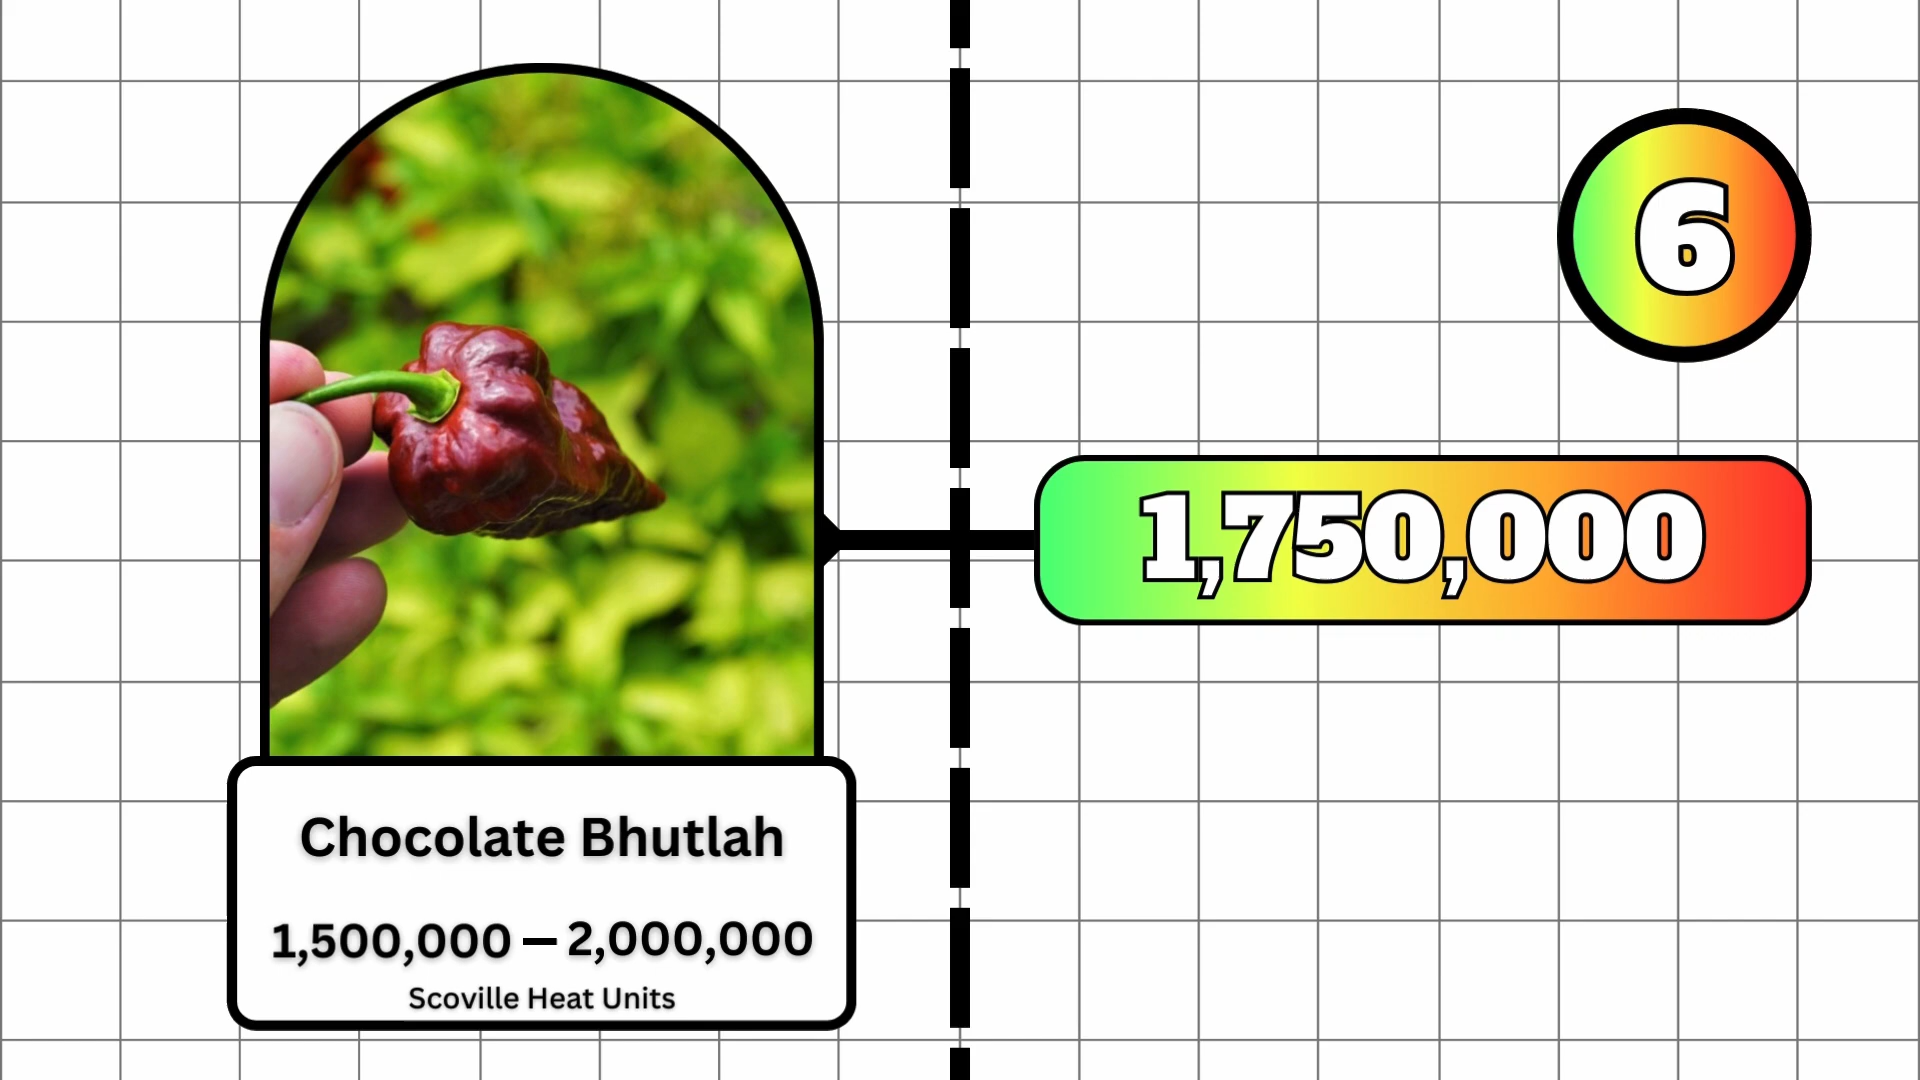 6
1,750,000
Chocolate Bhutlah
1,500,000 – 2,000,000
Scoville Heat Units